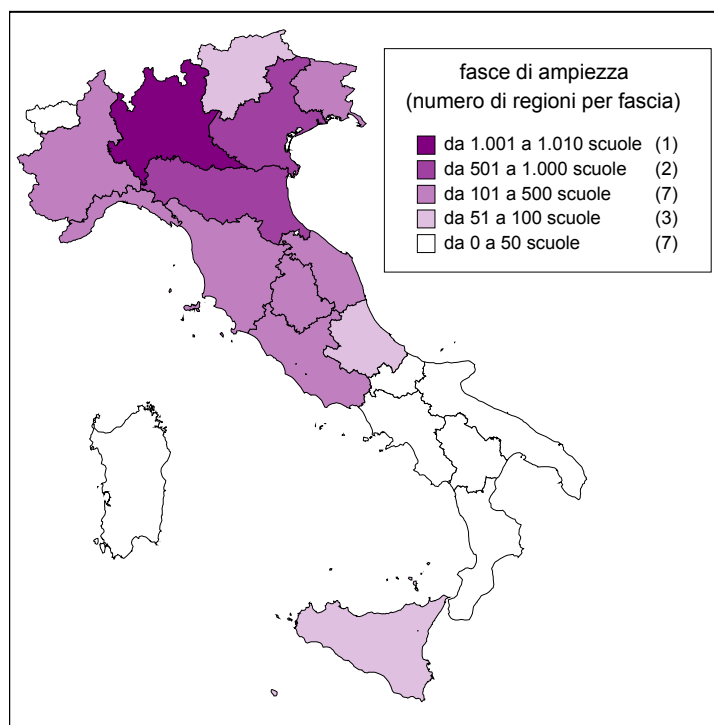 fasce di ampiezza
(numero di regioni per fascia)
da 1.001 a 1.010 scuole (1)
da 501 a 1.000 scuole (2)
da 101 a 500 scuole (7)
da 51 a 100 scuole (3)
da 0 a 50 scuole (7)